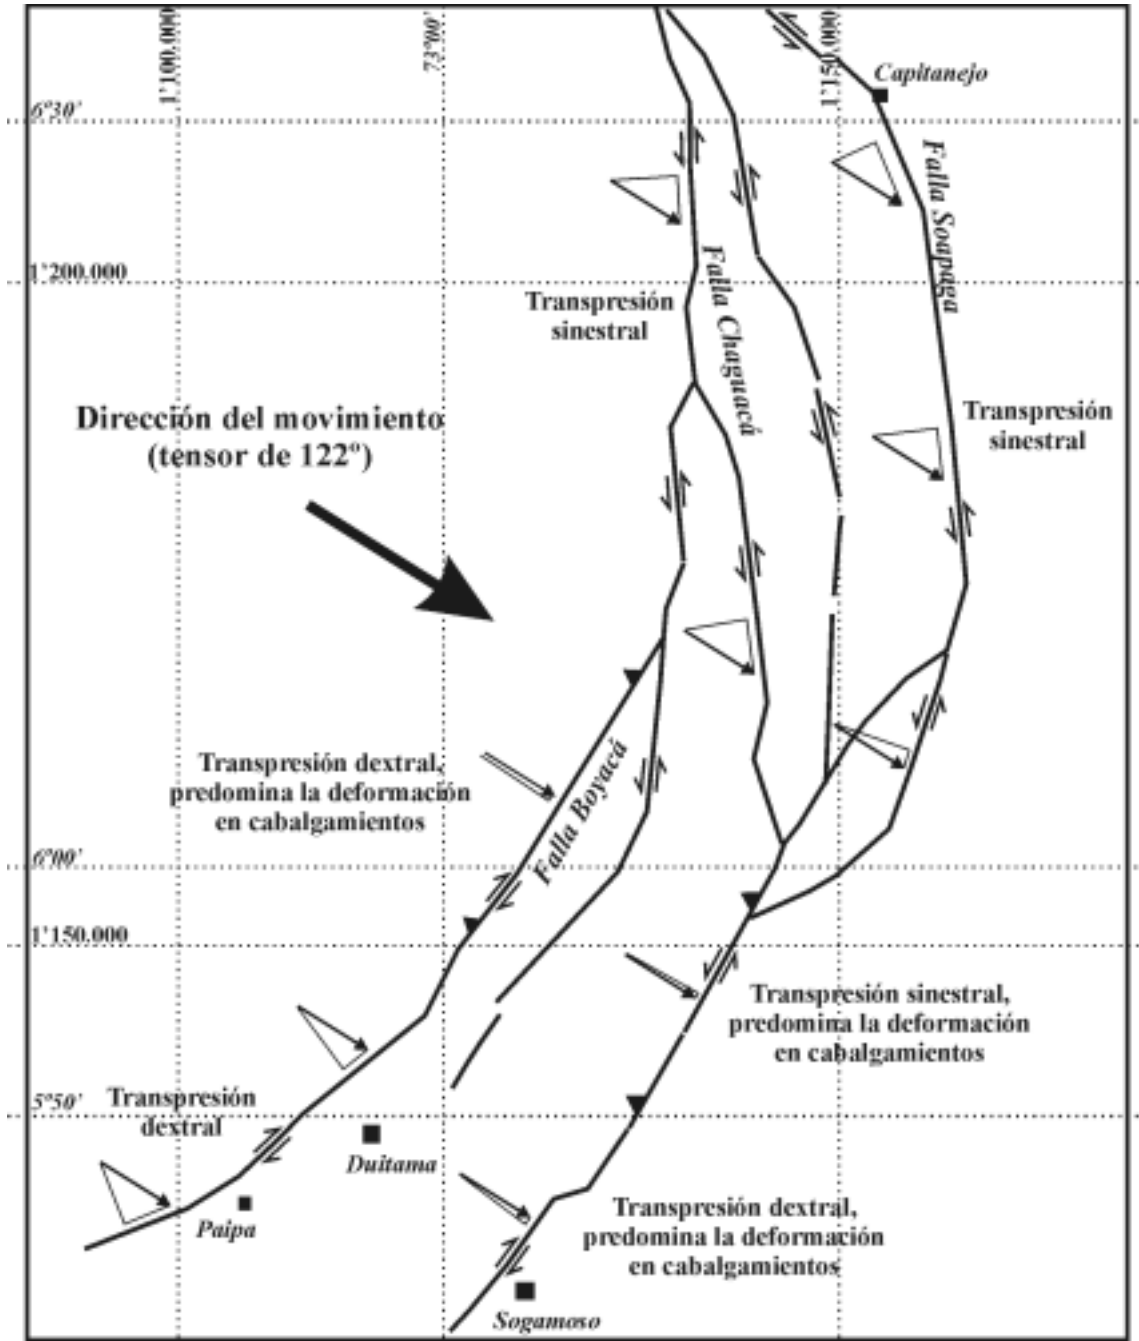 1'100.000
73°00'
1'150.000
Capitanejo
6°30'
Falla Soapaga
1'200.000
Falla Chaguacá
Transpresión
sinestral
Dirección del movimiento
(tensor de 122º)
Transpresión
sinestral
Transpresión dextral,
predomina la deformación
en cabalgamientos
Falla Boyacá
6°00'
1'150.000
Transpresión sinestral,
predomina la deformación
en cabalgamientos
Transpresión
dextral
5°50'
Duitama
Paipa
Transpresión dextral,
predomina la deformación
en cabalgamientos
Sogamoso